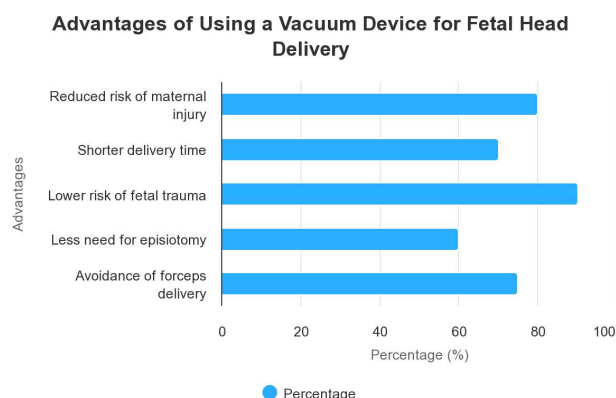 Advantages of Using a Vacuum Device for Fetal Head
Delivery
Advantages
Reduced risk of maternal
injury
Shorter delivery time
Lower risk of fetal trauma
Less need for episiotomy
Avoidance of forceps
delivery
0 20 40 60 80 100
Percentage (%)
Percentage